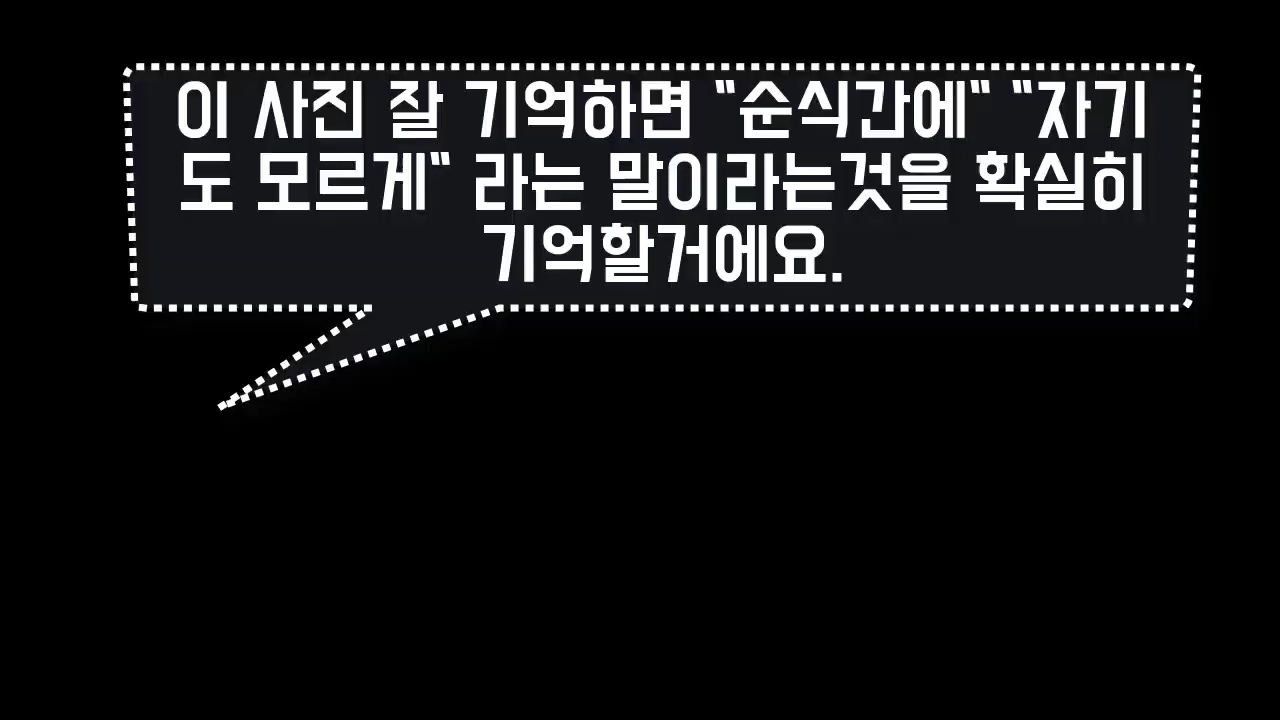 이 사진 잘 기억하면 "순식간에" "자기
도 모르게" 라는 말이라는것을 확실히
기억할거에요.